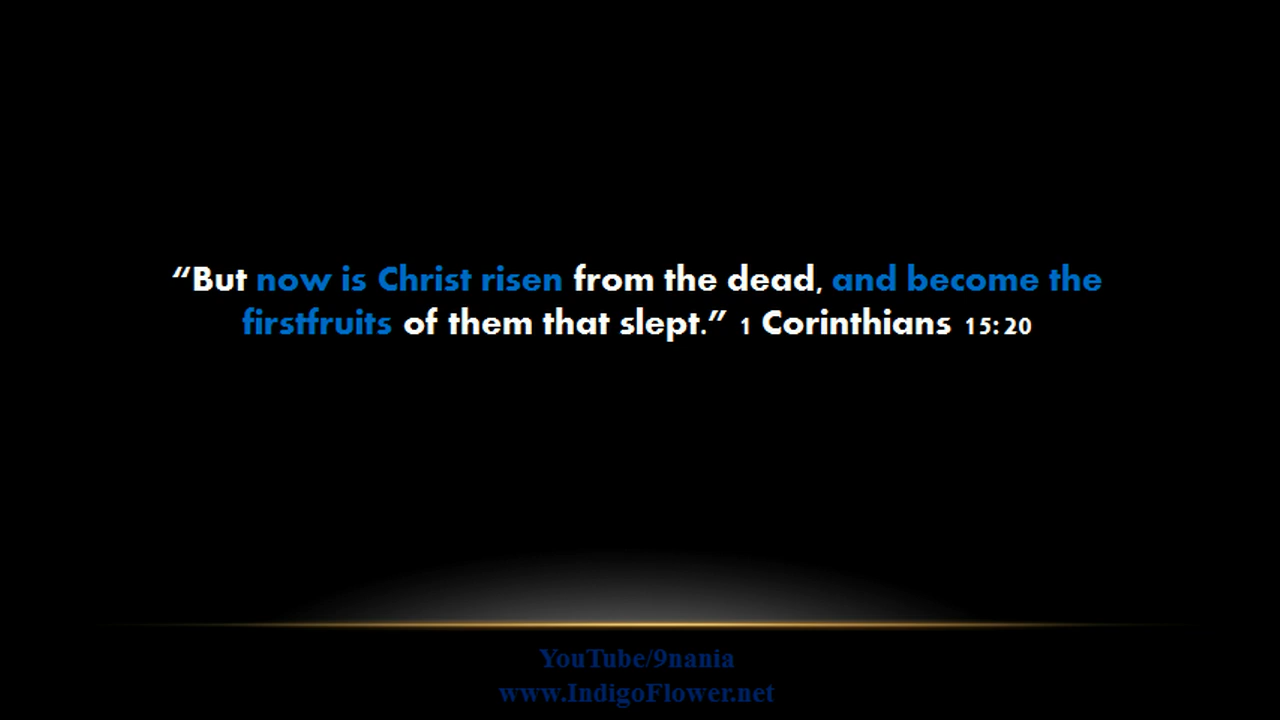 “But now is Christ risen from the dead, and become the
firstfruits of them that slept.” 1 Corinthians 15:20
YouTube/9nania
www.IndigoFlower.net